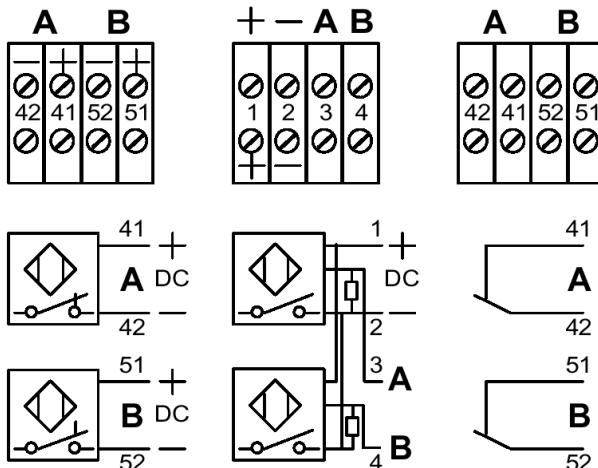 A B
+ − A B
A B
− + − +
42 41 52 51
1 2 3 4
+ −
42 41 52 51
41 +
A DC
42 −
51 +
B DC
52 −
1 +
DC
2 −
3 A
B
4
41
A
42
51
B
52